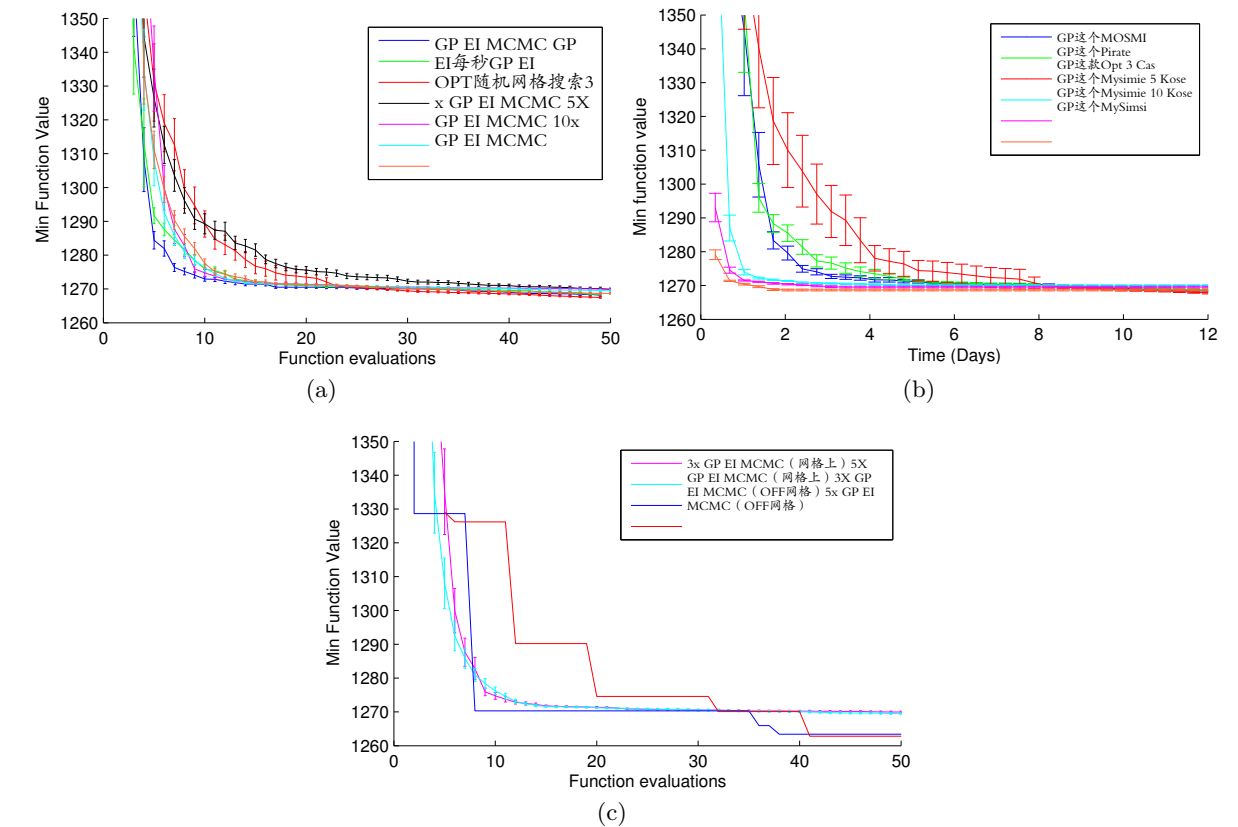 1350
1340
1330
1320
1310
1300
1290
1280
1270
1260
Min Function Value
0
10
20
30
40
50
Function evaluations
GP EI MCMC GP
EI每秒GP EI
OPT随机网格搜索3
x GP EI MCMC 5X
GP EI MCMC 10x
GP EI MCMC
(a)
1350
1340
1330
1320
1310
1300
1290
1280
1270
1260
Min function value
0
2
4
6
8
10
12
Time (Days)
GP这个MOSMI
GP这个Pirate
GP这款Opt 3 Cas
GP这个Mysimie 5 Kose
GP这个Mysimie 10 Kose
GP这个MySimsi
(b)
1350
1340
1330
1320
1310
1300
1290
1280
1270
1260
Min Function Value
0
10
20
30
40
50
Function evaluations
3x GP EI MCMC（网格上）5X
GP EI MCMC（网格上）3X GP
EI MCMC（OFF网格）5x GP EI
MCMC（OFF网格）
(c)